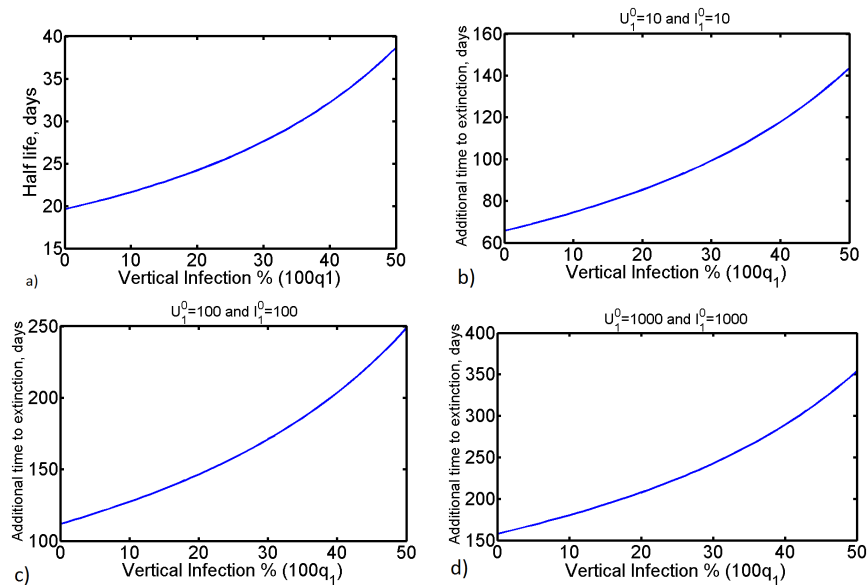 40
35
30
25
20
15
Half life, days
0 10 20 30 40 50
Vertical Infection % (100q1)
a)
U₁⁰=10 and I₁⁰=10
160
140
120
100
80
60
Additional time to extinction, days
0 10 20 30 40 50
Vertical Infection % (100q₁)
b)
U₁⁰=100 and I₁⁰=100
250
200
150
100
Additional time to extinction, days
0 10 20 30 40 50
Vertical Infection % (100q₁)
c)
U₁⁰=1000 and I₁⁰=1000
400
350
300
250
200
150
Additional time to extinction, days
0 10 20 30 40 50
Vertical Infection % (100q₁)
d)